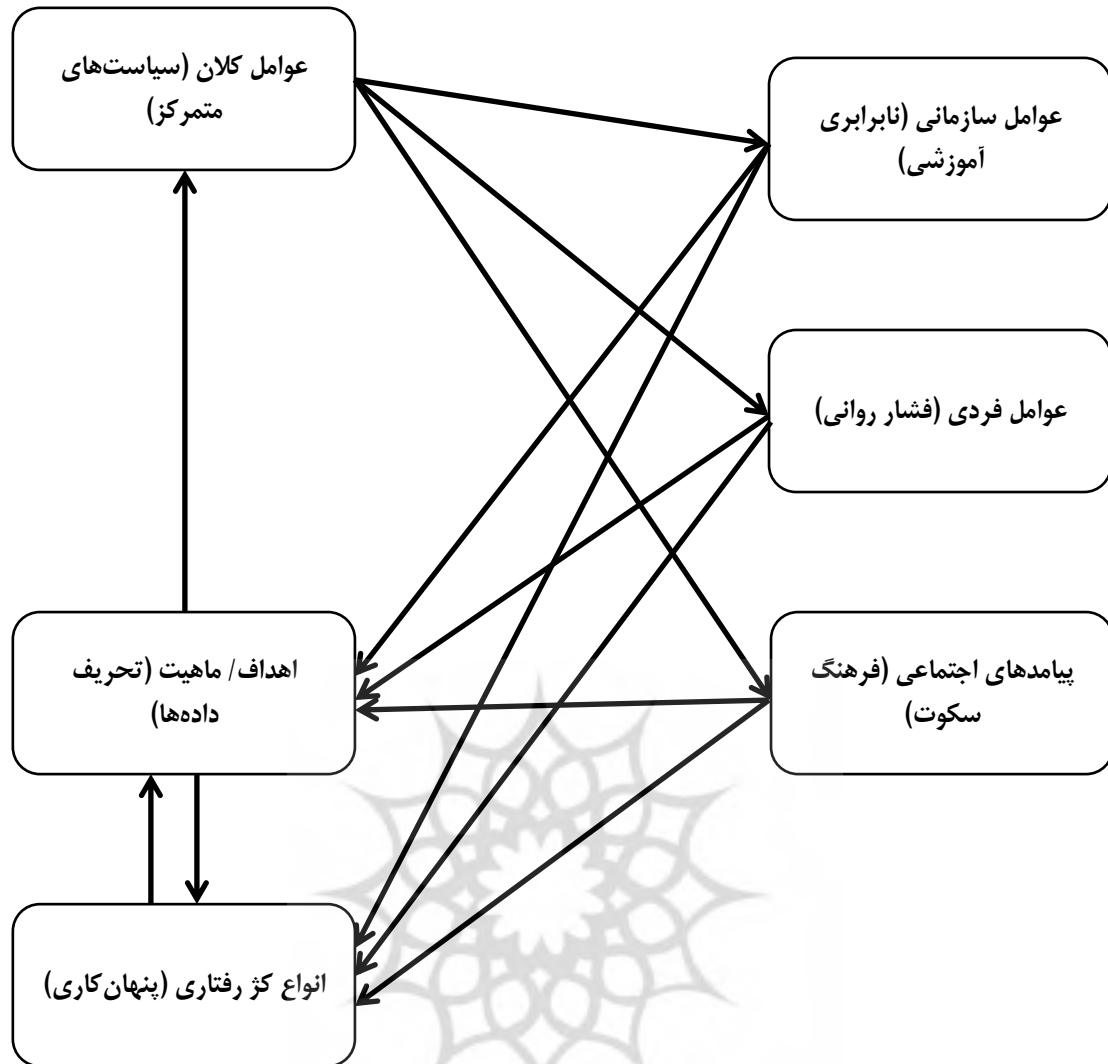 عوامل کلان (سیاست‌های
متمرکز)
عوامل سازمانی (نابرابری
آموزشی)
عوامل فردی (فشار روانی)
اهداف/ ماهیت (تحریف
داده‌ها)
پیامدهای اجتماعی (فرهنگ
سکوت)
انواع کژ رفتاری (پنهان‌کاری)